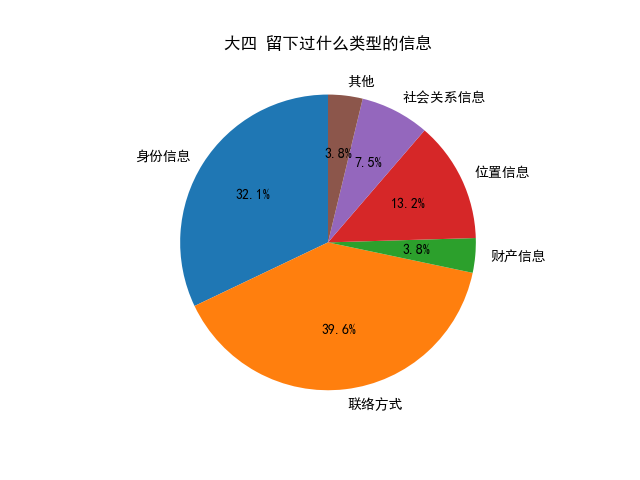 大四 留下过什么类型的信息
其他
社会关系信息
身份信息
3.8%
7.5%
位置信息
32.1%
13.2%
3.8%
财产信息
39.6%
联络方式